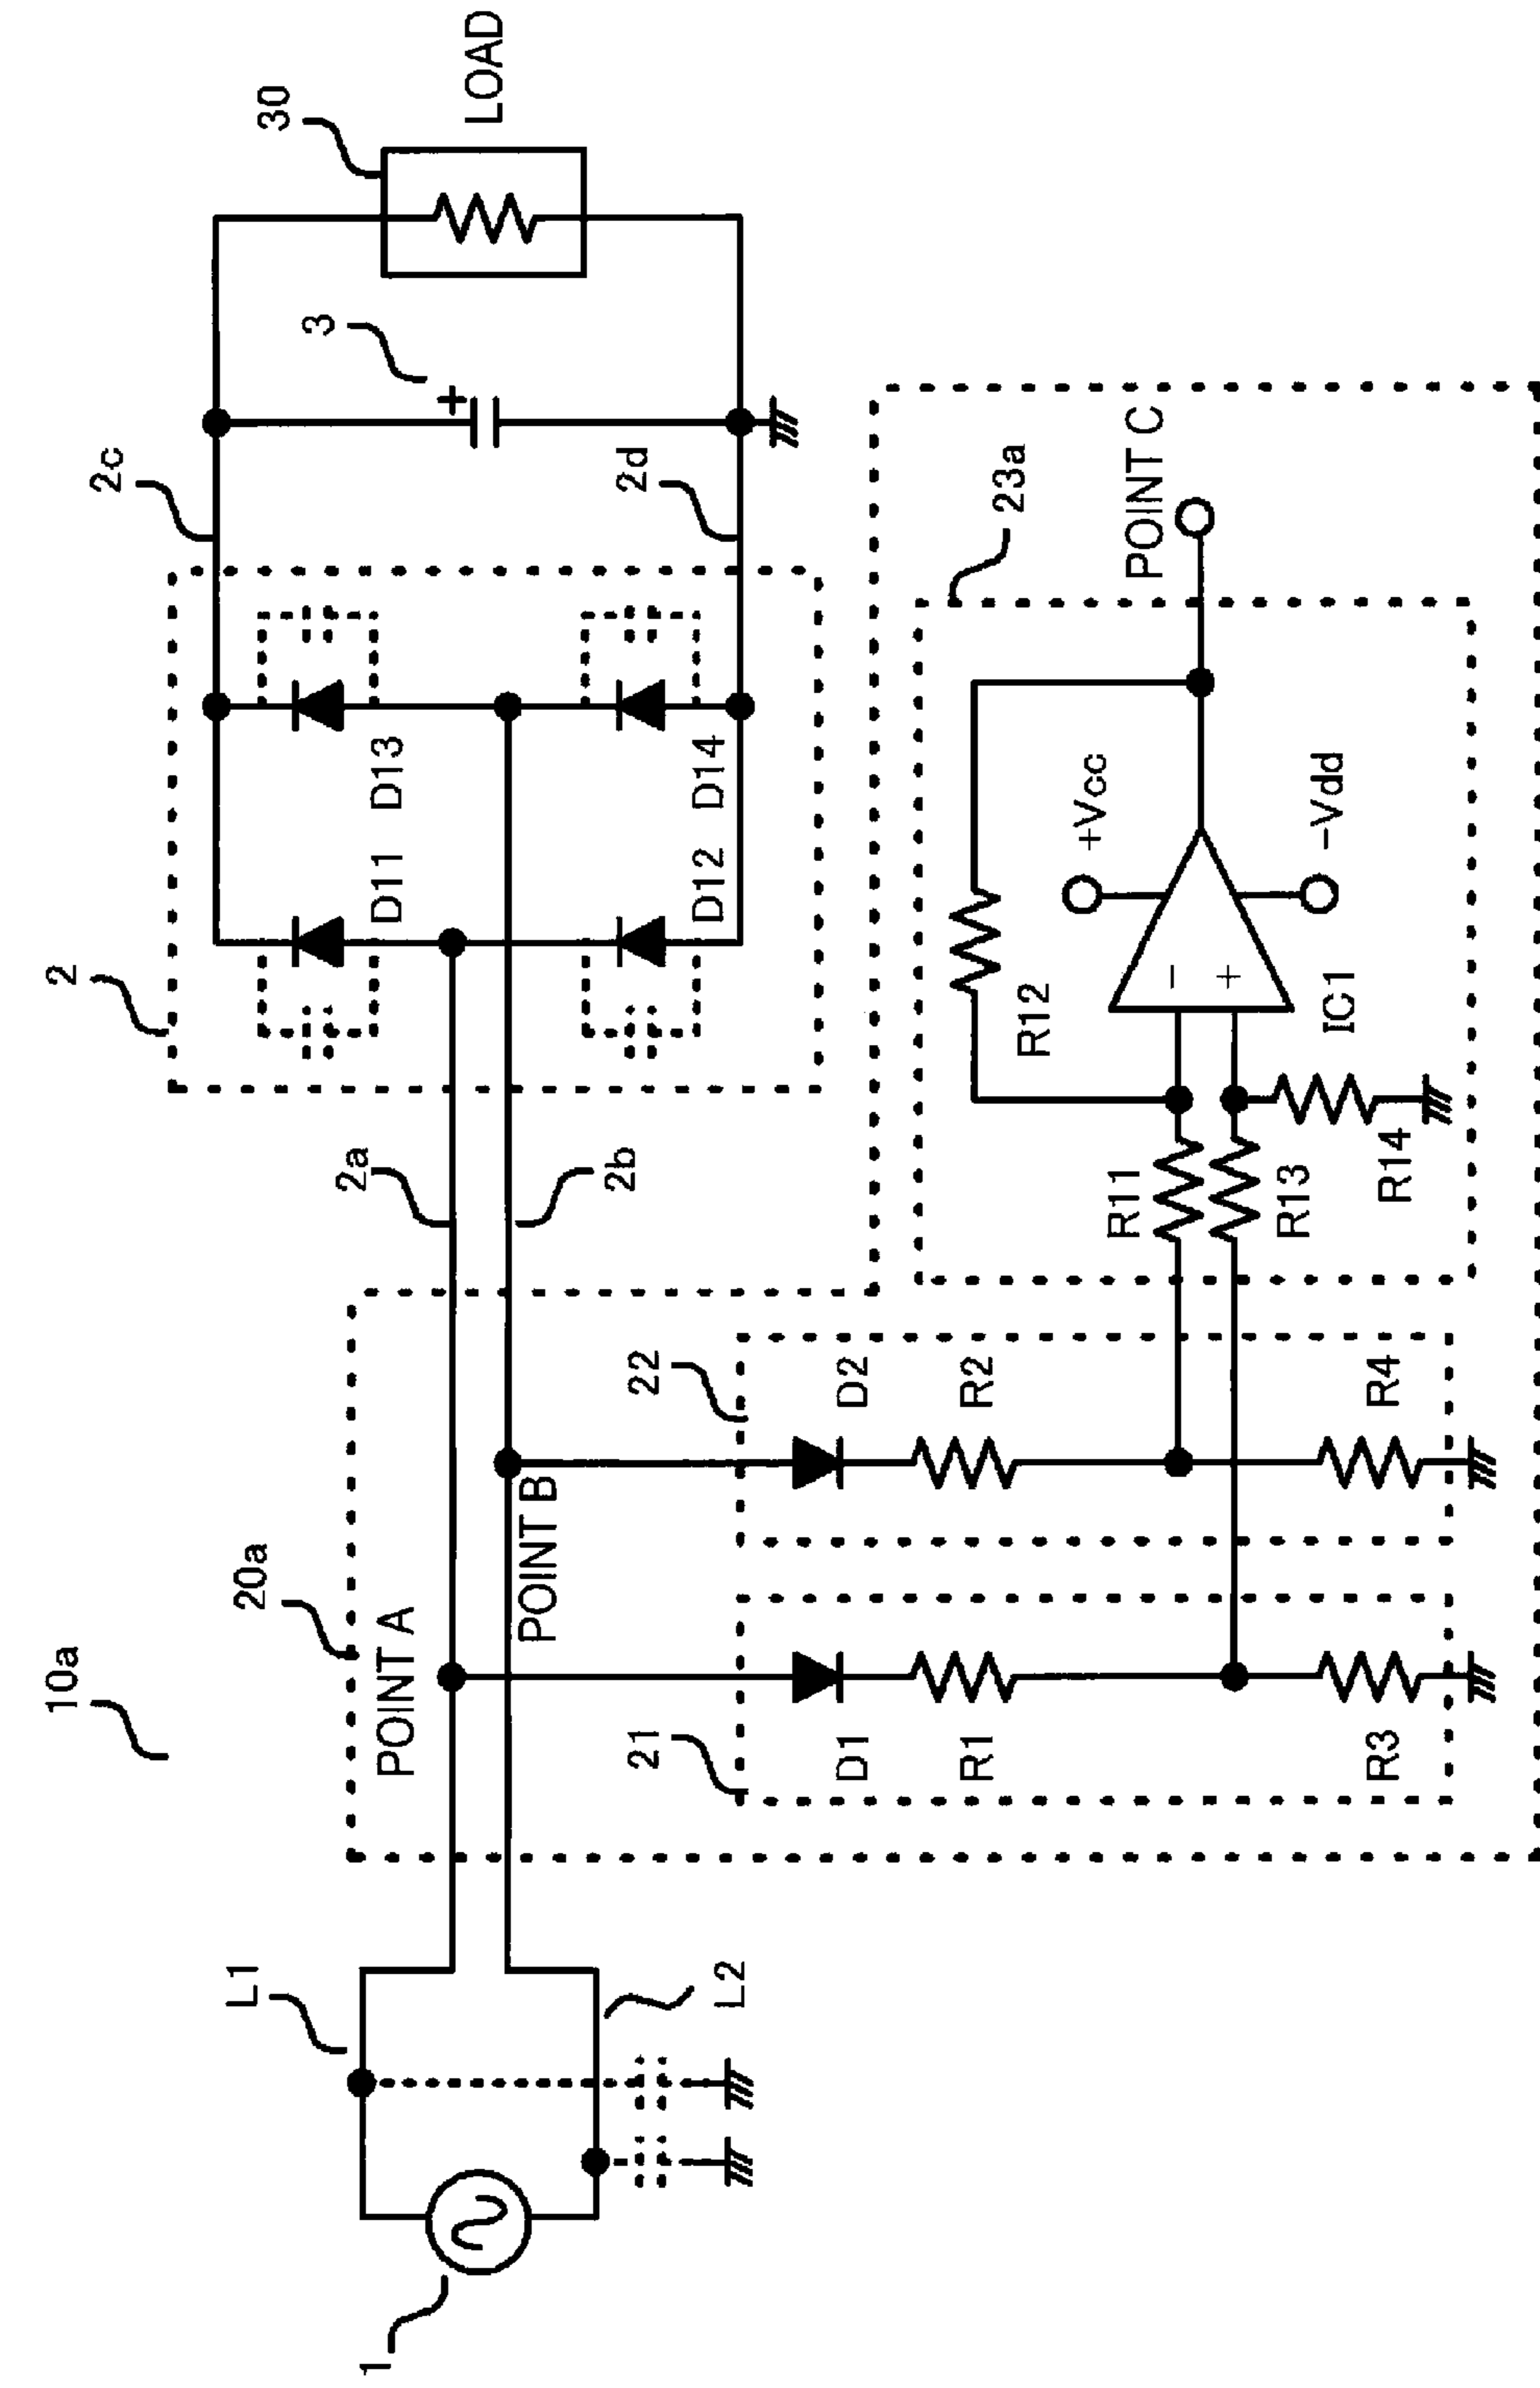 10a
20a
POINT A
POINT B
L1
L2
1
2
2a
2b
2c
2d
3
30
LOAD
D11
D13
D12
D14
21
D1
R1
R3
22
D2
R2
R4
23a
R11
R13
R12
R14
−
+
IC1
+Vcc
−Vdd
POINT C
+